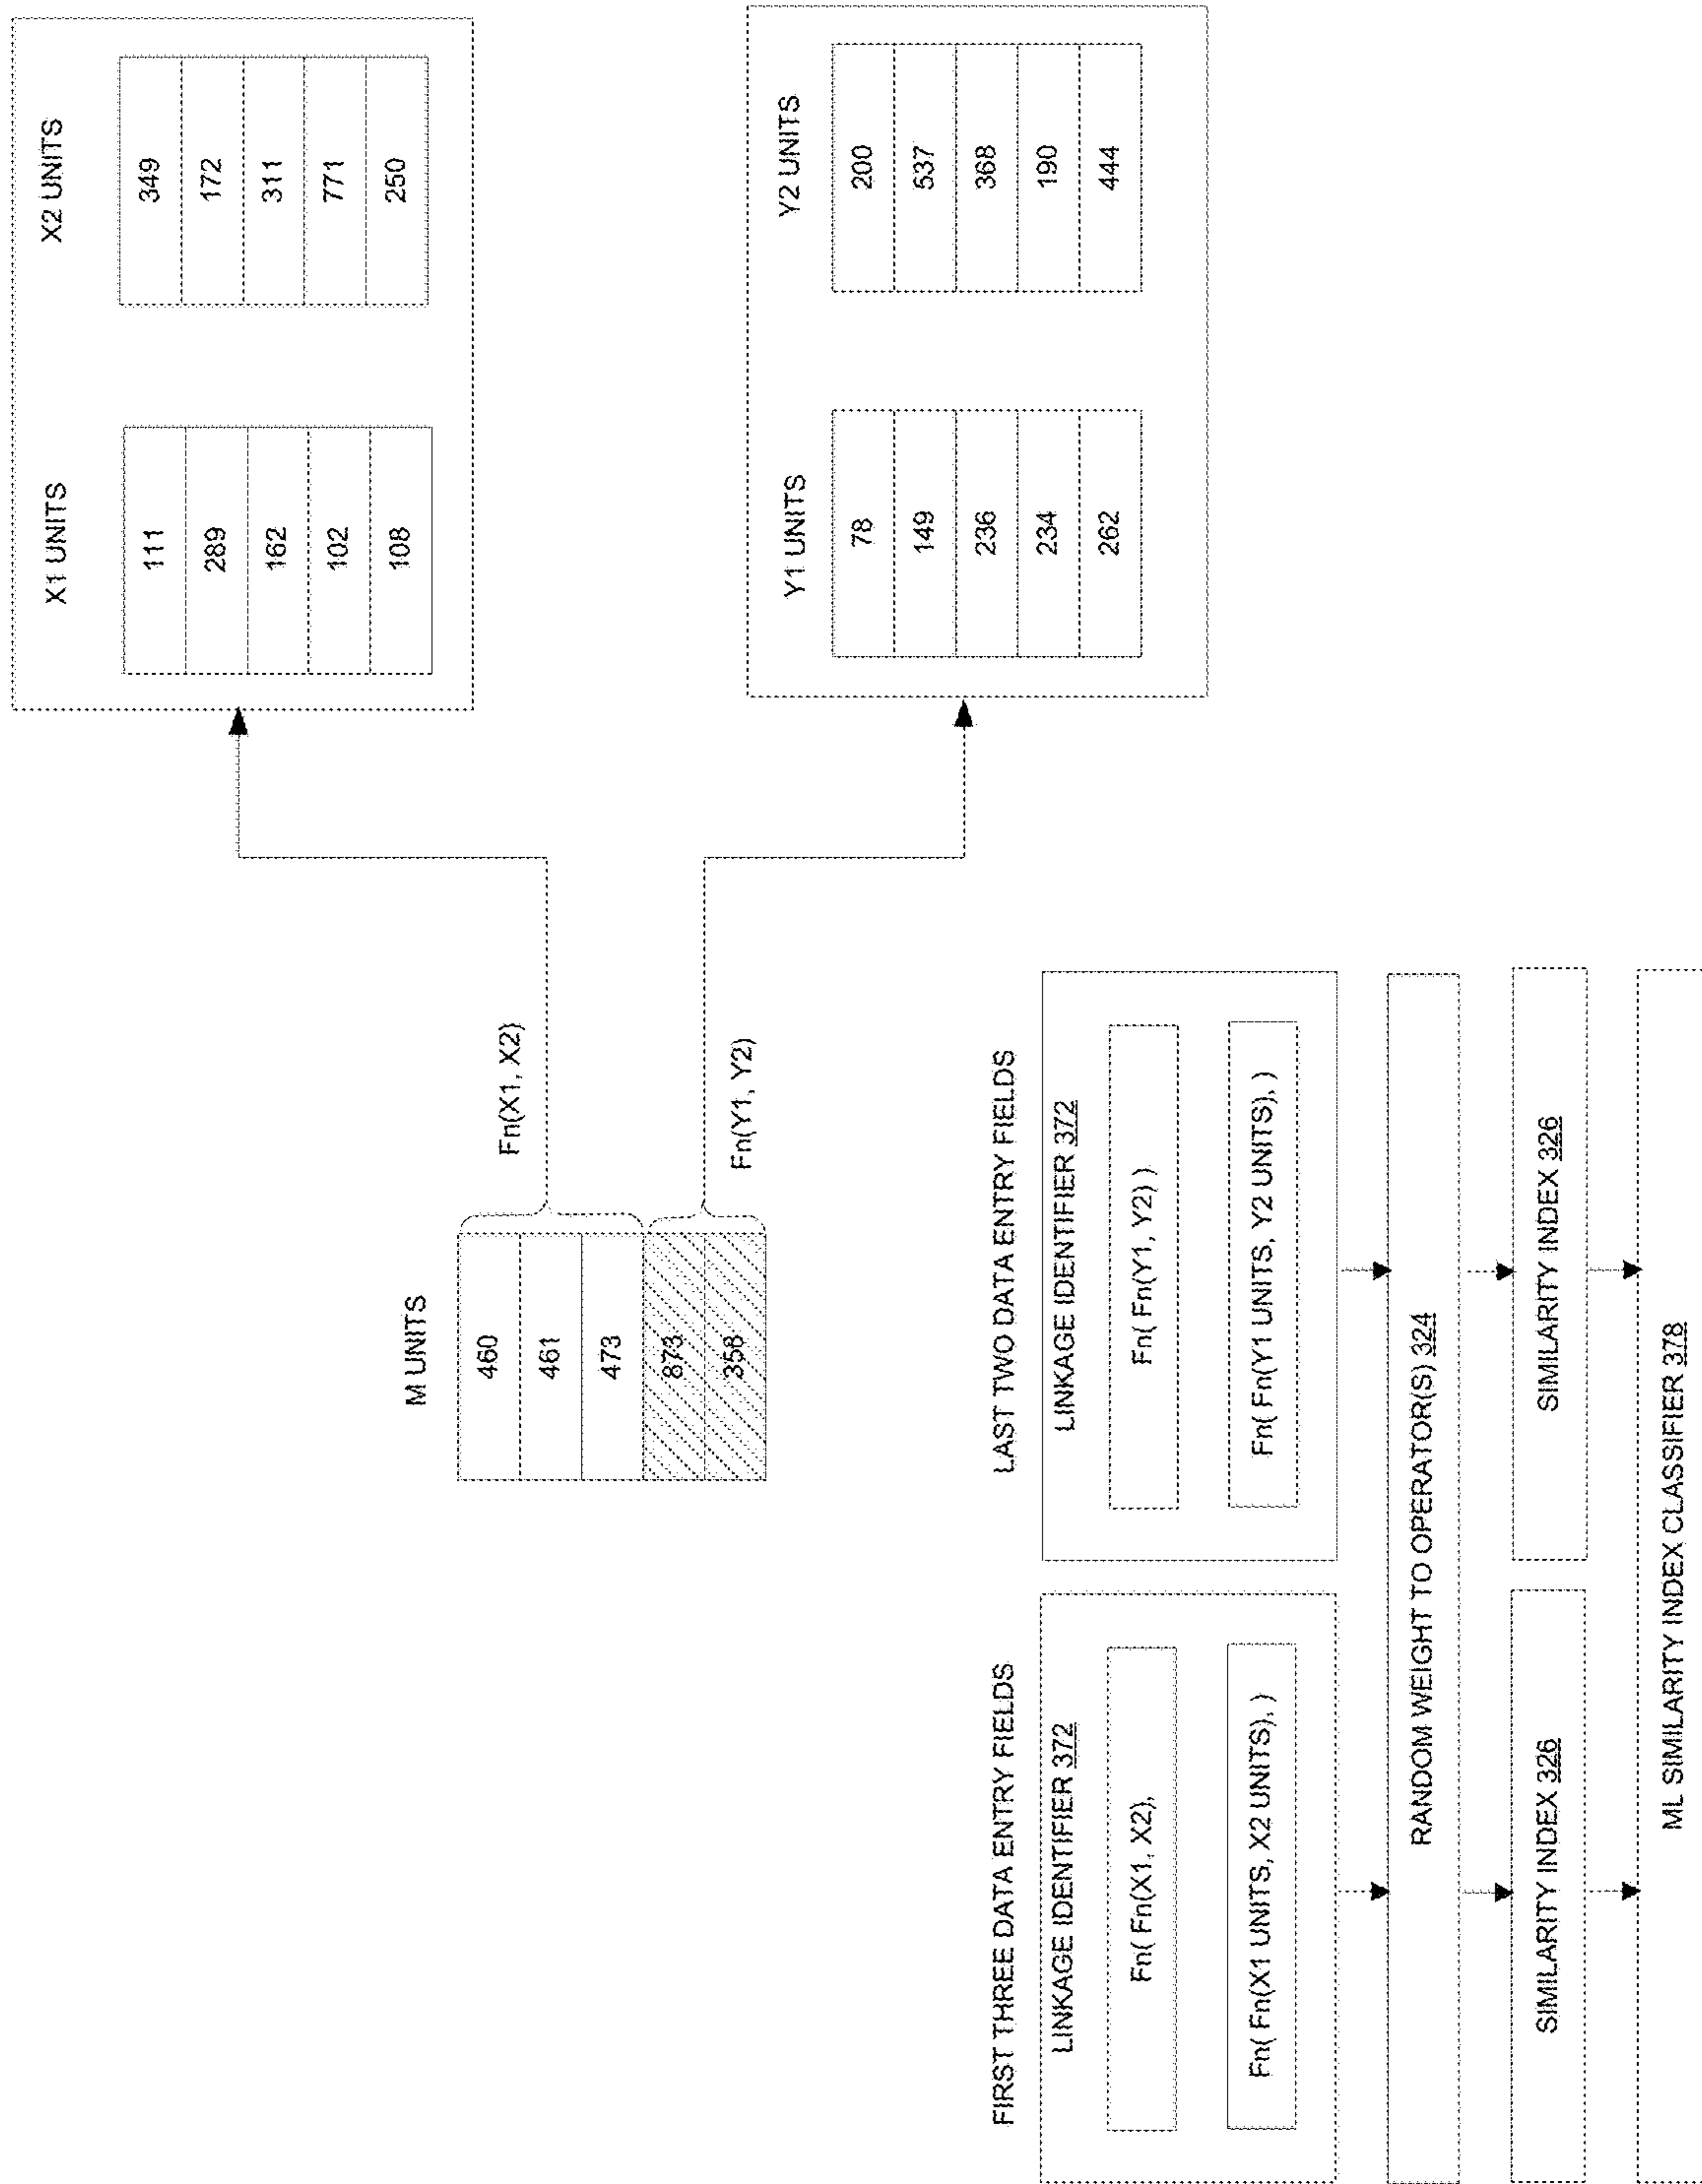 X1 UNITS
X2 UNITS
111
349
289
172
162
311
102
771
108
250
M UNITS
460
461
473
873
358
Fn(X1, X2)
Fn(Y1, Y2)
Y1 UNITS
Y2 UNITS
78
200
149
537
236
368
234
190
262
444
FIRST THREE DATA ENTRY FIELDS
LINKAGE IDENTIFIER 372
Fn( Fn(X1, X2),
Fn( Fn(X1 UNITS, X2 UNITS), )
LAST TWO DATA ENTRY FIELDS
LINKAGE IDENTIFIER 372
Fn( Fn(Y1, Y2) )
Fn( Fn(Y1 UNITS, Y2 UNITS), )
RANDOM WEIGHT TO OPERATOR(S) 324
SIMILARITY INDEX 326
SIMILARITY INDEX 326
ML SIMILARITY INDEX CLASSIFIER 378